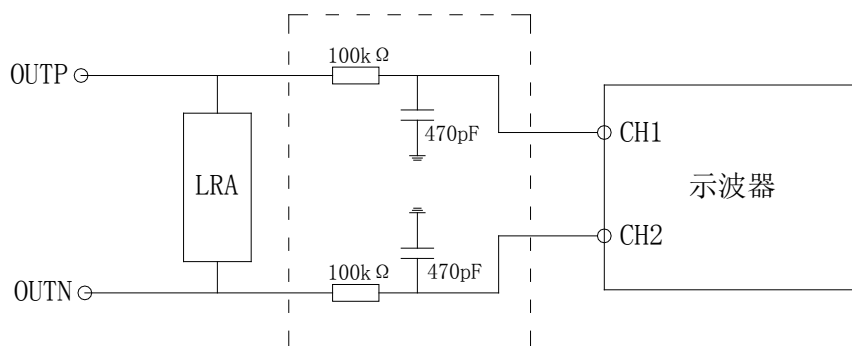 100kΩ
OUTP
470pF
CH1
LRA
示波器
CH2
470pF
100kΩ
OUTN